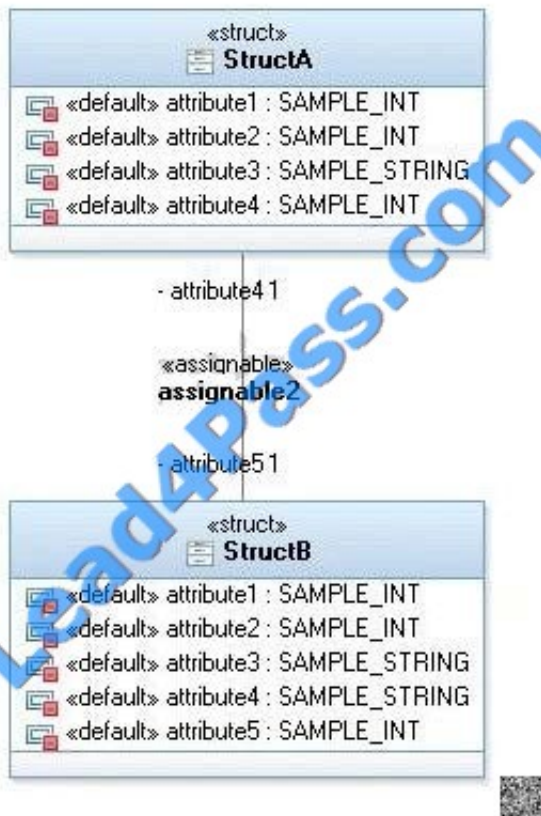 «struct»
StructA
«default» attribute1 : SAMPLE_INT
«default» attribute2 : SAMPLE_INT
«default» attribute3 : SAMPLE_STRING
«default» attribute4 : SAMPLE_INT
- attribute4 1
«assignable»
assignable2
- attribute5 1
«struct»
StructB
«default» attribute1 : SAMPLE_INT
«default» attribute2 : SAMPLE_INT
«default» attribute3 : SAMPLE_STRING
«default» attribute4 : SAMPLE_STRING
«default» attribute5 : SAMPLE_INT
Lead4Pass.com